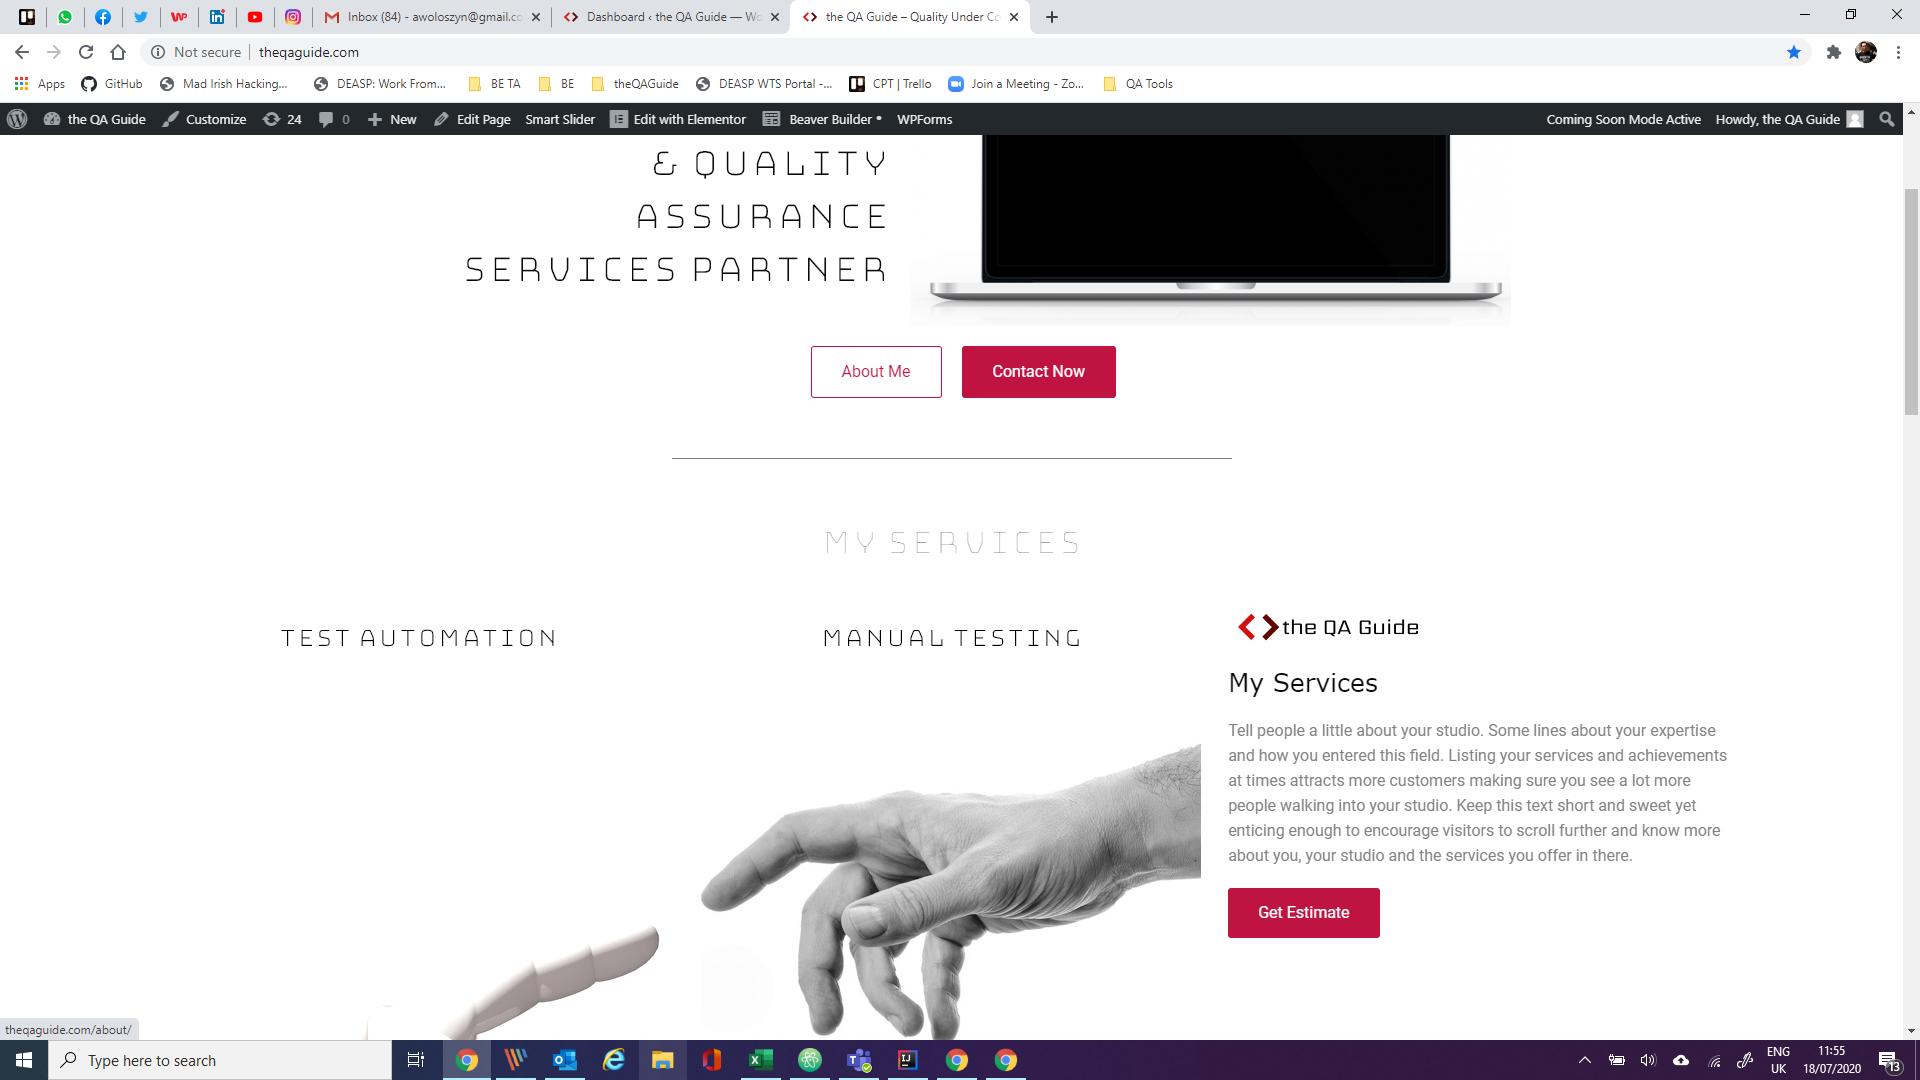 Inbox (84) - awoloszyn@gmail.co
Dashboard ‹ the QA Guide — Wo
the QA Guide – Quality Under Co
Not secure
theqaguide.com
Apps
GitHub
Mad Irish Hacking...
DEASP: Work From...
BE TA
BE
theQAGuide
DEASP WTS Portal -...
CPT | Trello
Join a Meeting - Zo...
QA Tools
the QA Guide
Customize
24
0
New
Edit Page
Smart Slider
Edit with Elementor
Beaver Builder •
WPForms
Coming Soon Mode Active
Howdy, the QA Guide
& QUALITY
ASSURANCE
SERVICES PARTNER
About Me
Contact Now
MY SERVICES
TEST AUTOMATION
MANUAL TESTING
the QA Guide
My Services
Tell people a little about your studio. Some lines about your expertise
and how you entered this field. Listing your services and achievements
at times attracts more customers making sure you see a lot more
people walking into your studio. Keep this text short and sweet yet
enticing enough to encourage visitors to scroll further and know more
about you, your studio and the services you offer in there.
Get Estimate
theqaguide.com/about/
Type here to search
ENG
UK
11:55
18/07/2020
13